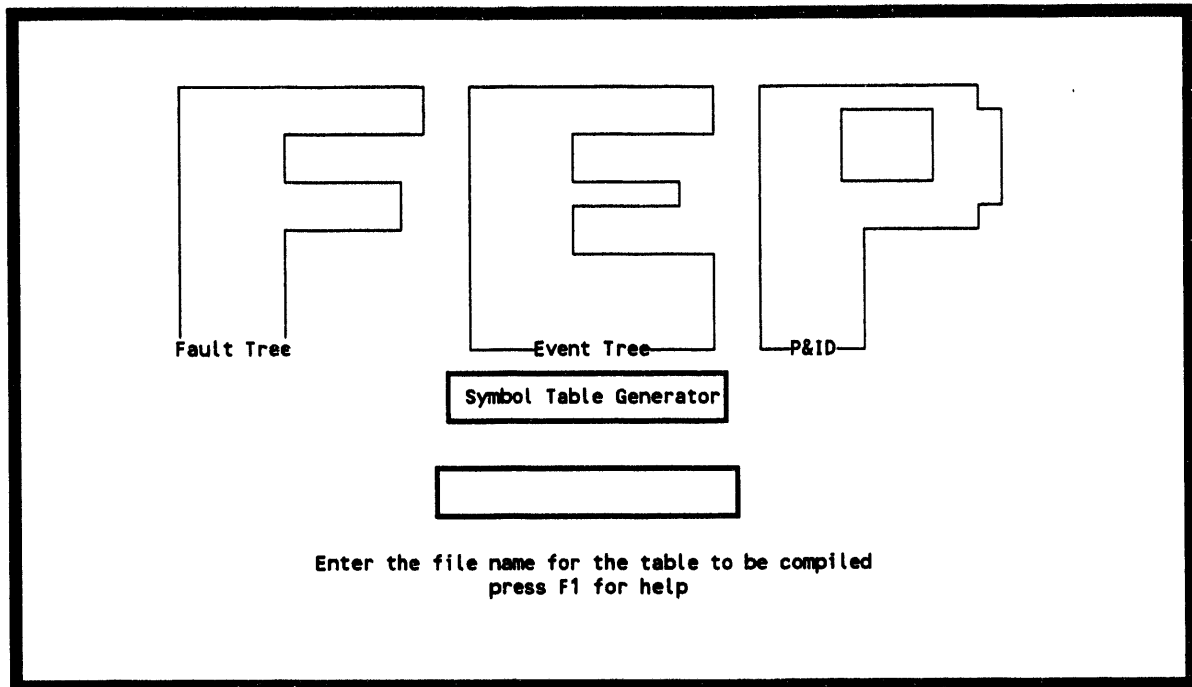 FEP
Fault Tree Event Tree P&ID
Symbol Table Generator
Enter the file name for the table to be compiled
press F1 for help